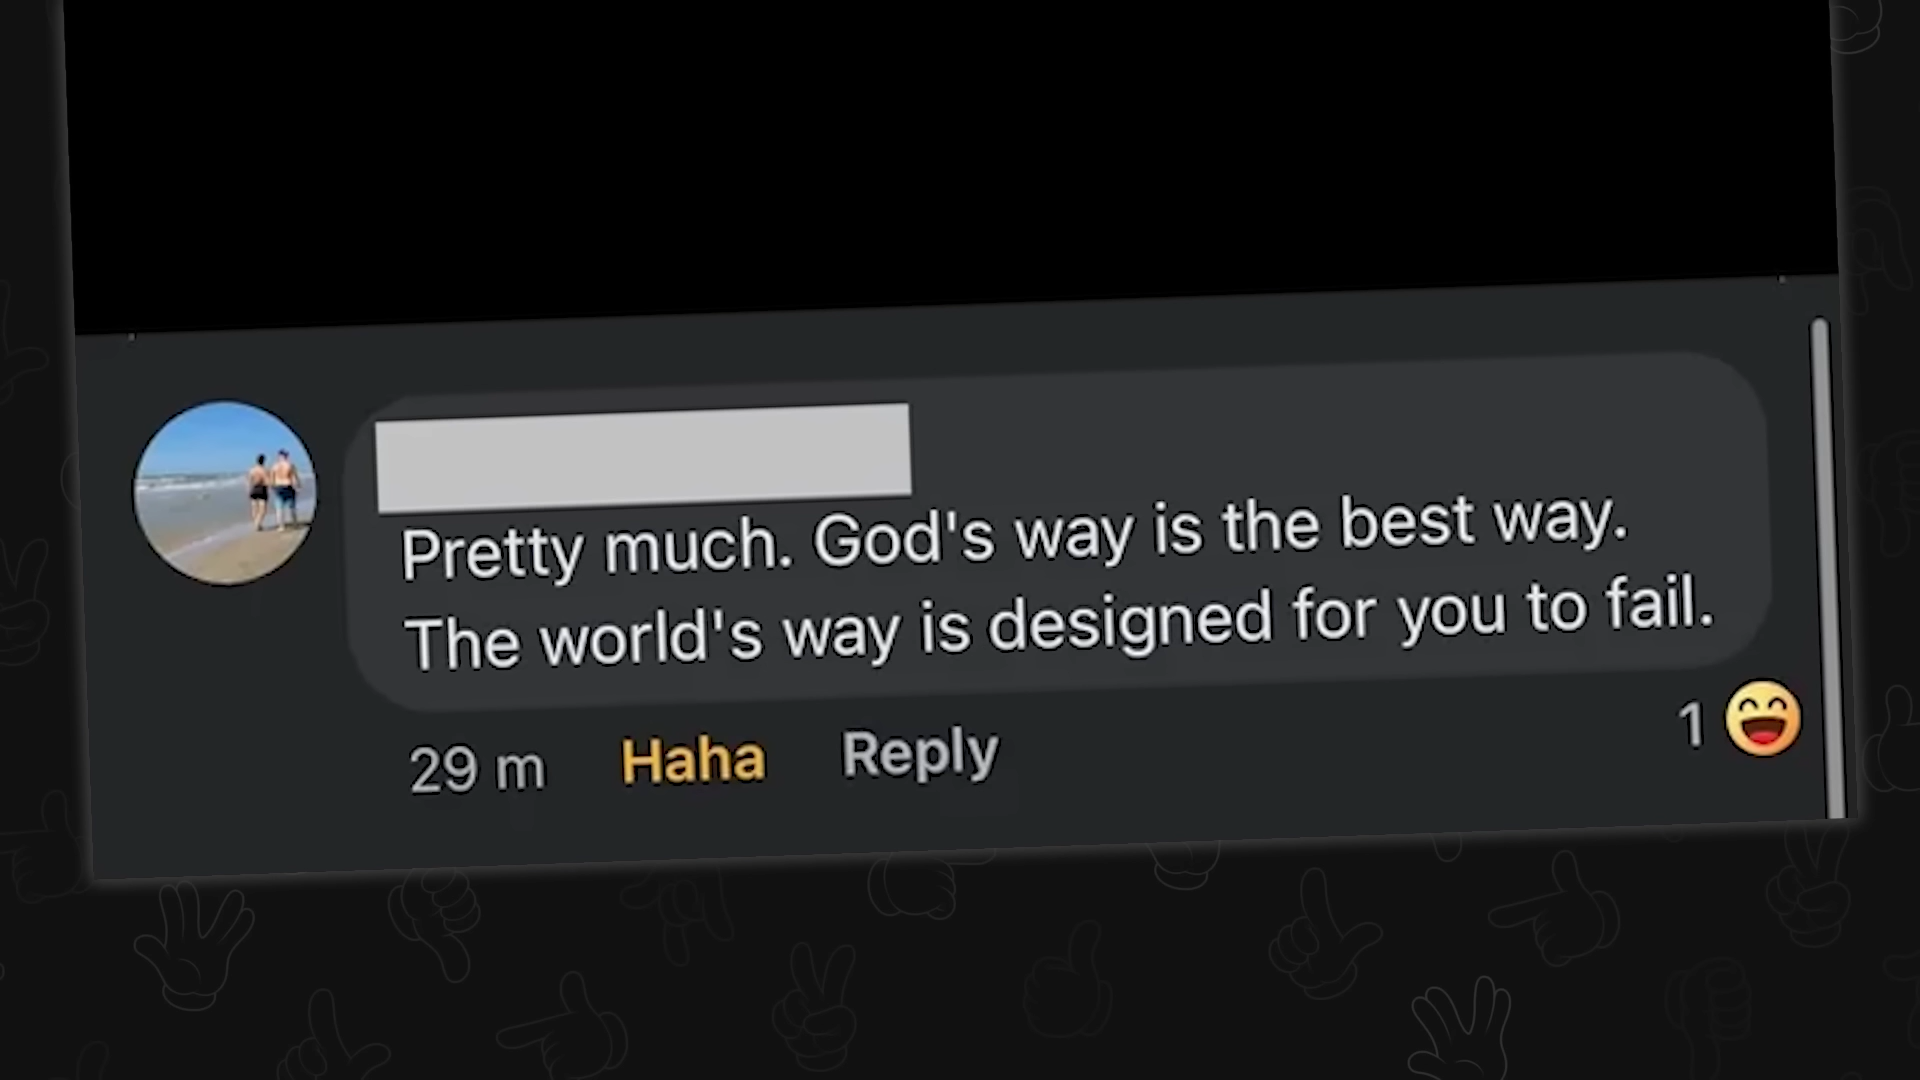 Pretty much. God's way is the best way.
The world's way is designed for you to fail.
29 m Haha Reply 1